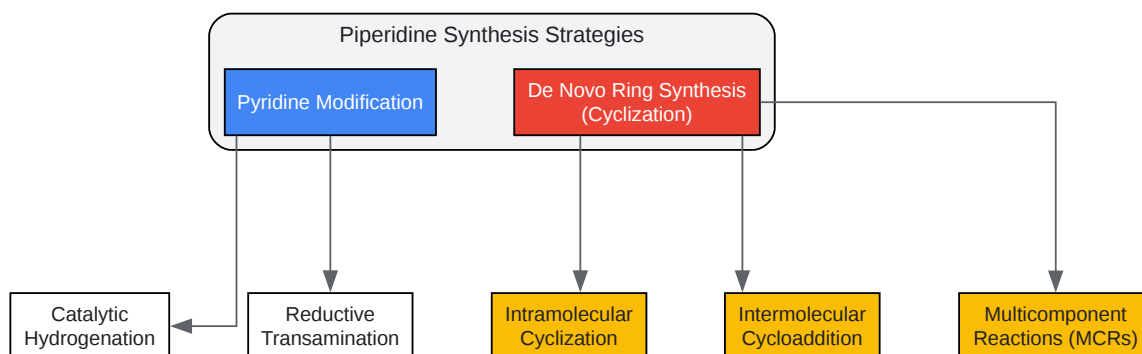 Piperidine Synthesis Strategies
Pyridine Modification
De Novo Ring Synthesis
(Cyclization)
Catalytic
Hydrogenation
Reductive
Transamination
Intramolecular
Cyclization
Intermolecular
Cycloaddition
Multicomponent
Reactions (MCRs)